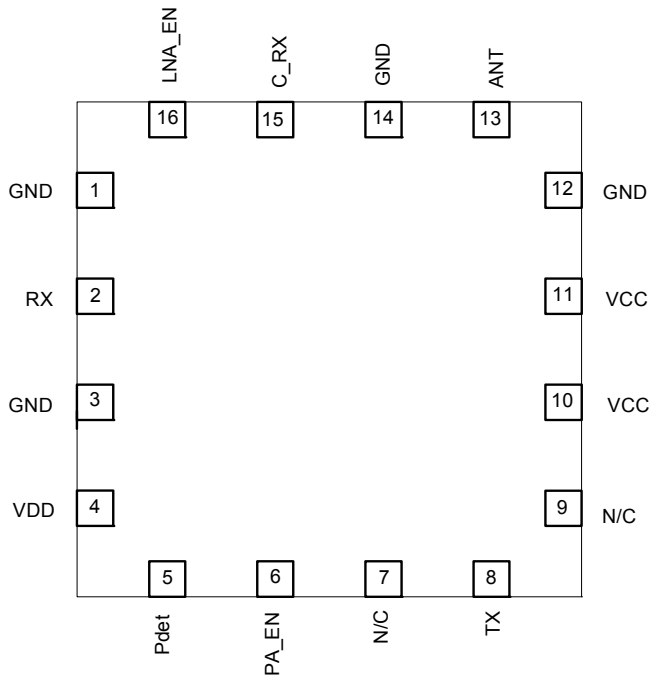 LNA_EN
C_RX
GND
ANT
16
15
14
13
GND
1
12
GND
RX
2
11
VCC
GND
3
10
VCC
VDD
4
9
N/C
5
6
7
8
Pdet
PA_EN
N/C
TX